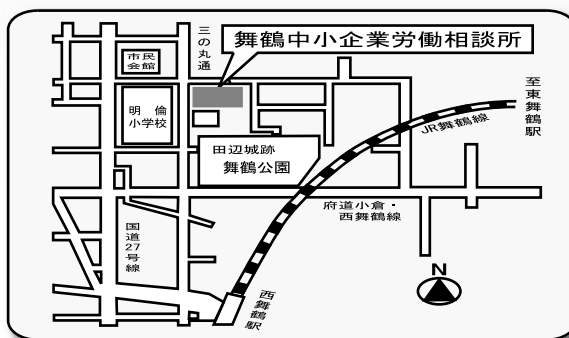 三の丸通
舞鶴中小企業労働相談所
市民
会館
明倫
小学校
田辺城跡
舞鶴公園
JR舞鶴線
至東舞鶴駅
府道小倉・
西舞鶴線
国道27号線
西舞鶴駅
N